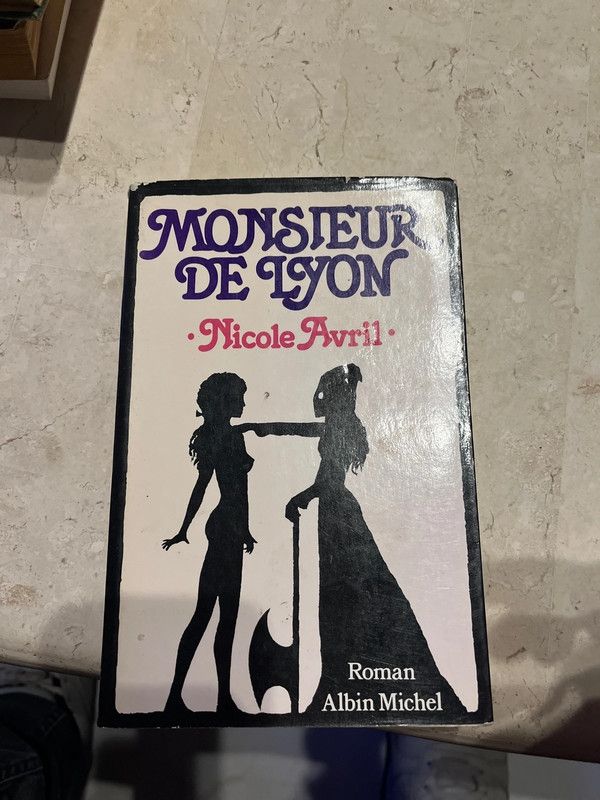 MONSIEUR
DE LYON
·Nicole Avril·
Roman
Albin Michel